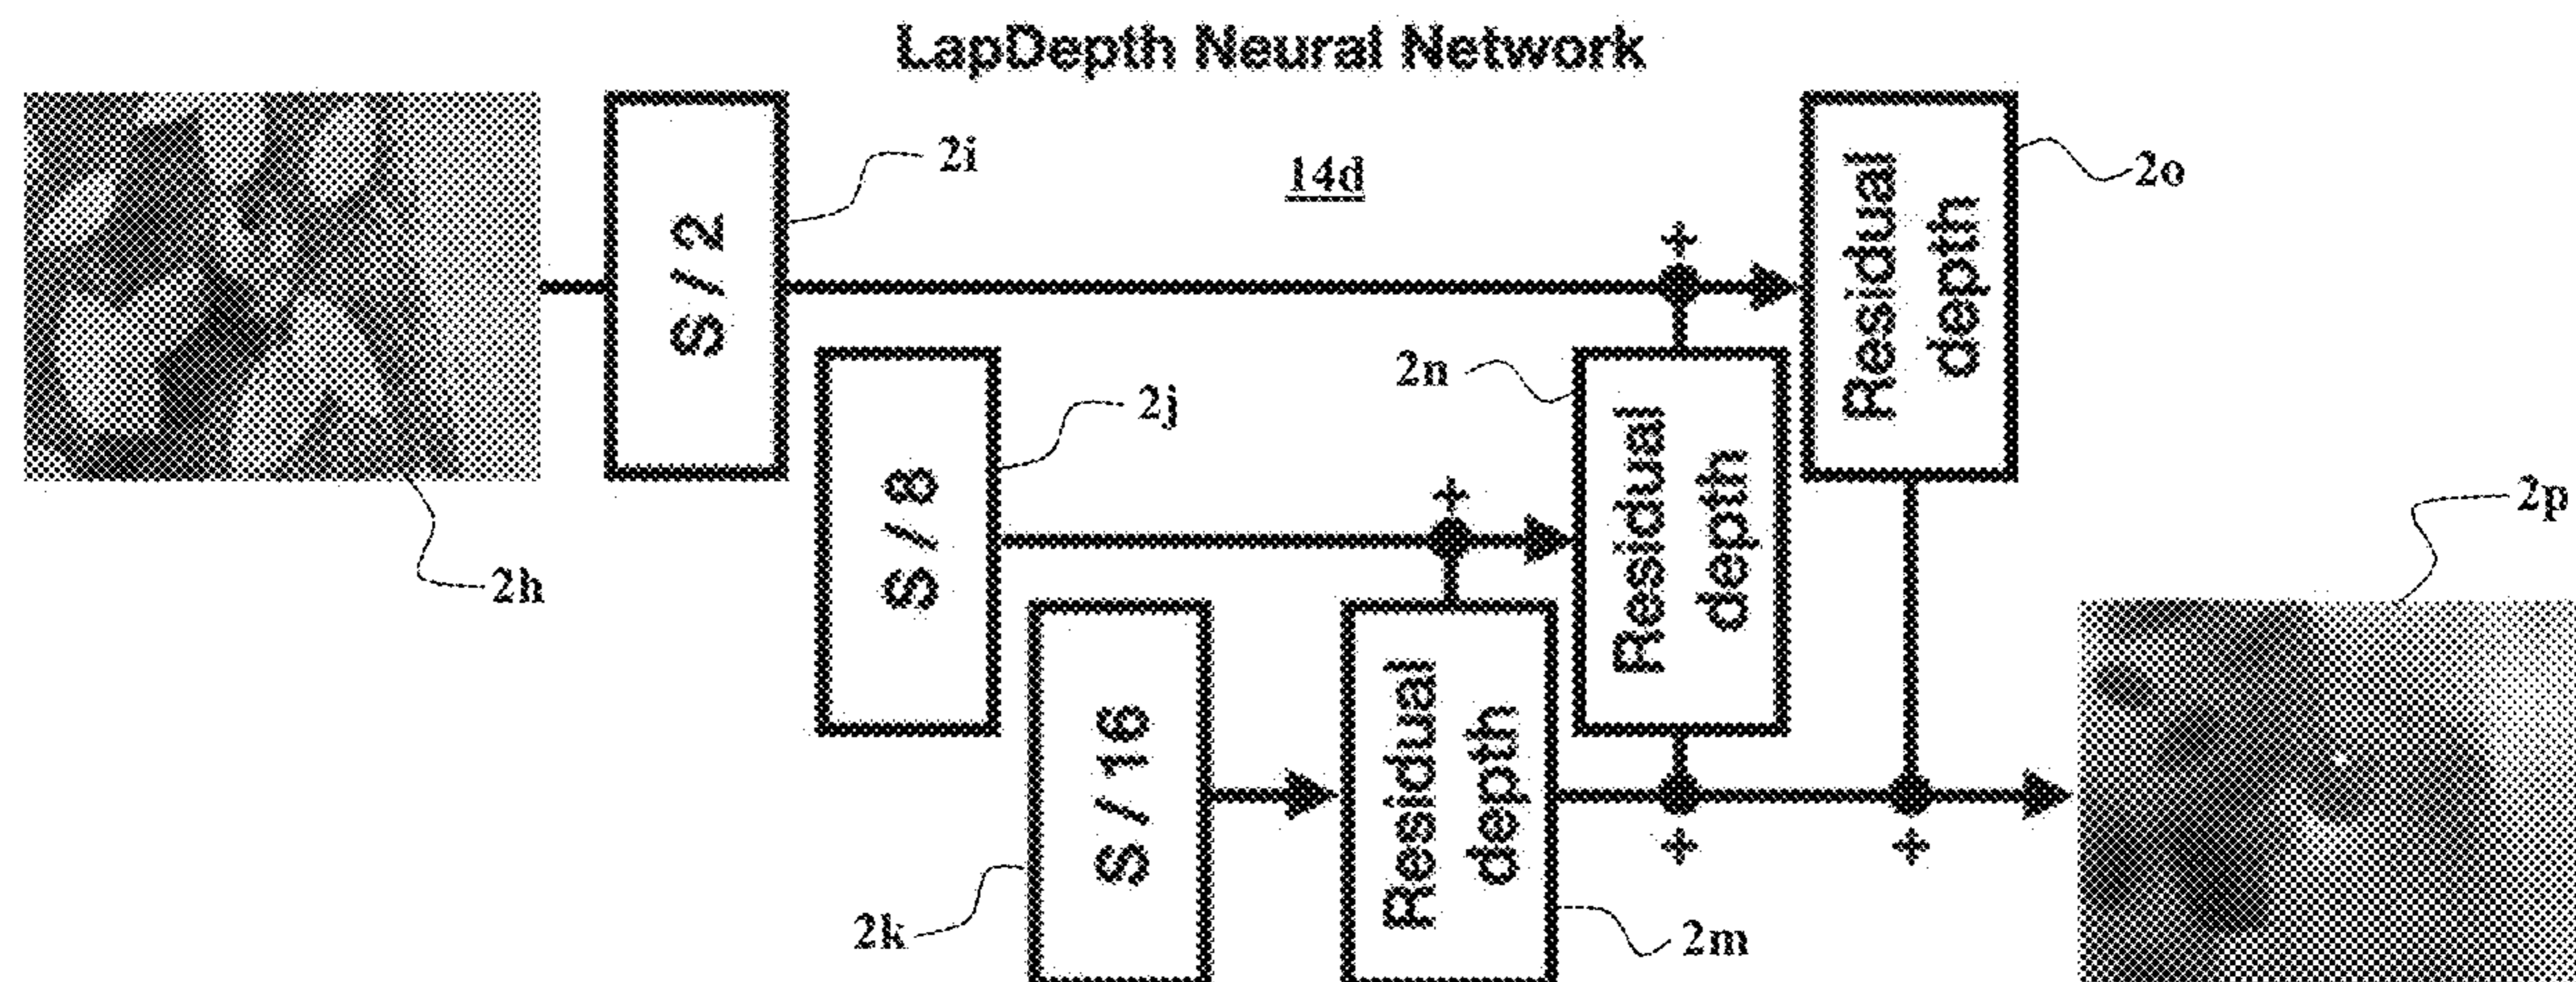 LapDepth Neural Network
S / 2
2i
14d
Residual
depth
2o
2h
S / 8
2j
2n
Residual
depth
2p
S / 16
2k
Residual
depth
2m
+
+
+
+